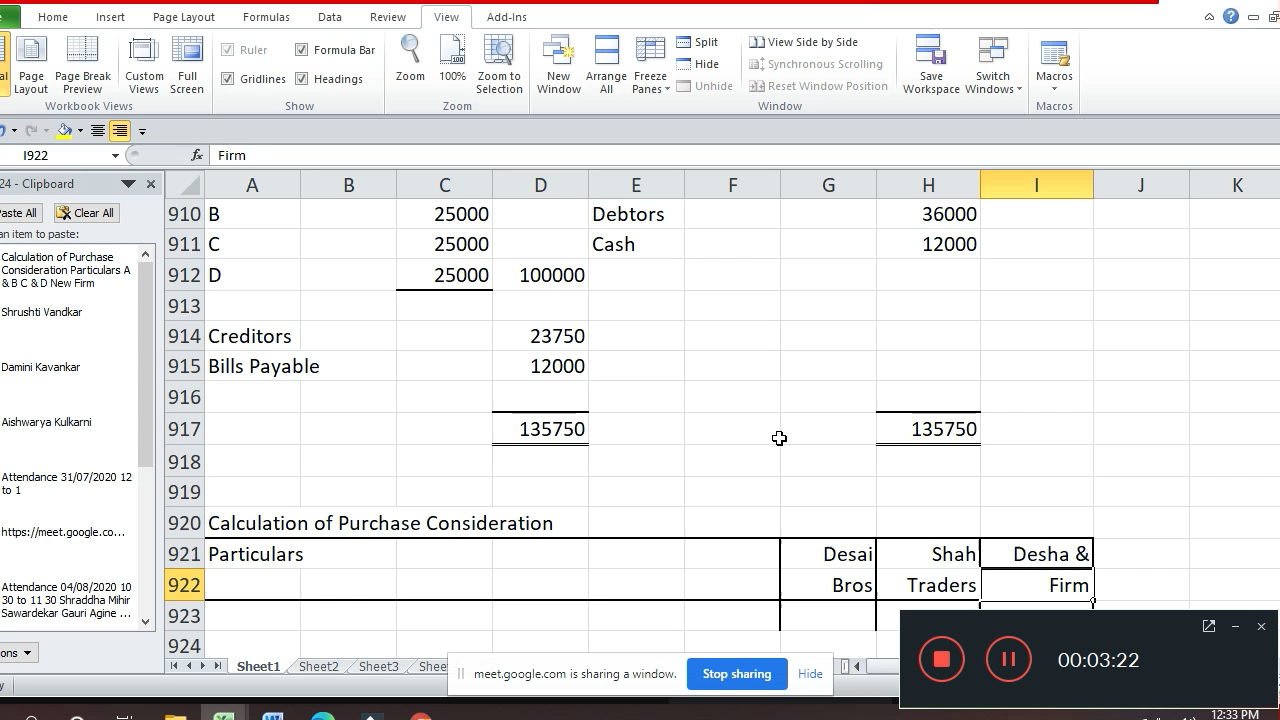 Home Insert Page Layout Formulas Data Review View Add-Ins
Ruler Formula Bar
Gridlines Headings
Page Layout
Page Break Preview
Custom Views
Full Screen
Zoom
100%
Zoom to Selection
New Window
Arrange All
Freeze Panes
Split
Hide
Unhide
View Side by Side
Synchronous Scrolling
Reset Window Position
Save Workspace
Switch Windows
Macros
Workbook Views Show Zoom Window Macros
I922 fx Firm
24 - Clipboard
Paste All Clear All
an item to paste:
Calculation of Purchase
Consideration Particulars A
& B C & D New Firm
Shrushti Vandkar
Damini Kavankar
Aishwarya Kulkarni
Attendance 31/07/2020 12
to 1
https://meet.google.co...
Attendance 04/08/2020 10
30 to 11 30 Shraddha Mihir
Sawardekar Gauri Agine ...
A B C D E F G H I J K
910 B 25000 Debtors 36000
911 C 25000 Cash 12000
912 D 25000 100000
913
914 Creditors 23750
915 Bills Payable 12000
916
917 135750 135750
918
919
920 Calculation of Purchase Consideration
921 Particulars Desai Shah Desha &
922 Bros Traders Firm
923
924
Sheet1 Sheet2 Sheet3
meet.google.com is sharing a window. Stop sharing Hide
00:03:22
12:33 PM